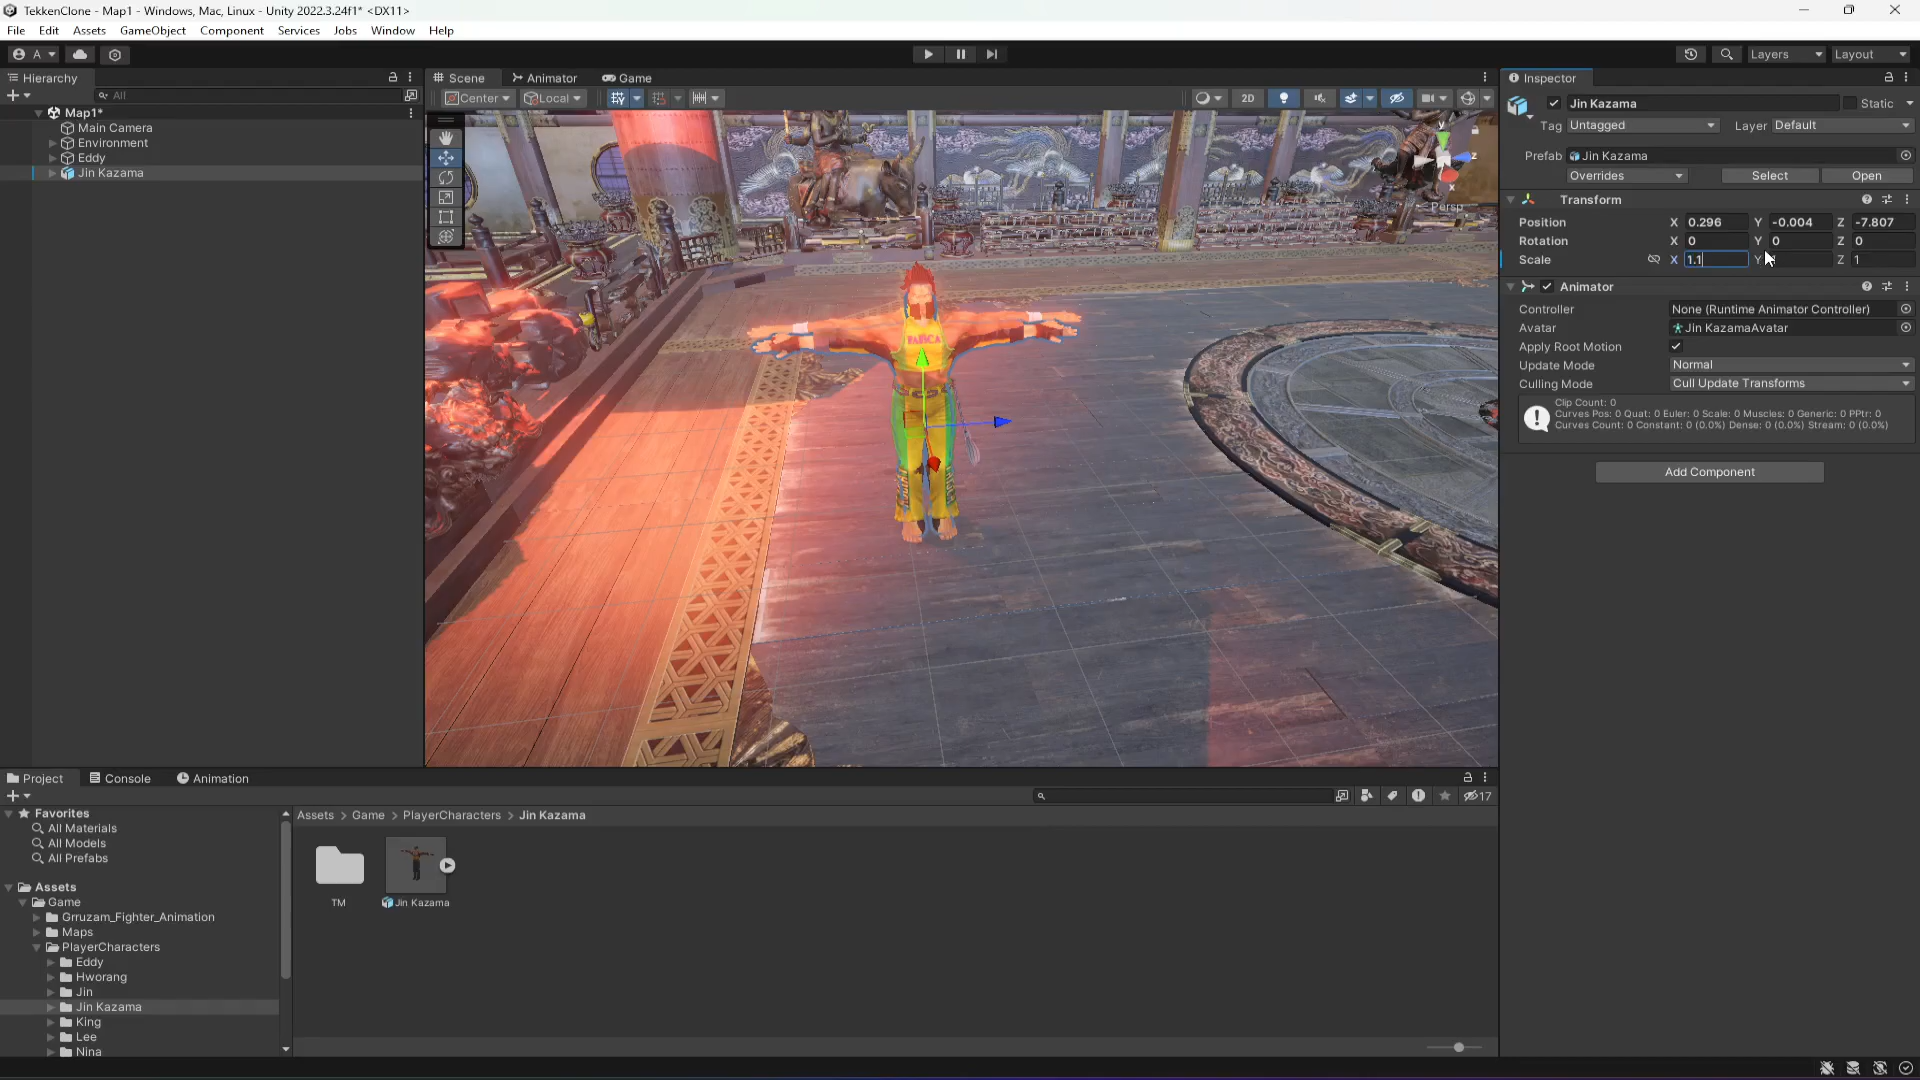 TekkenClone - Map1 - Windows, Mac, Linux - Unity 2022.3.24f1* <DX11>
File Edit Assets GameObject Component Services Jobs Window Help
A Layers Layout
Hierarchy
All
Map1*
Main Camera
Environment
Eddy
Jin Kazama
Scene Animator Game
Center Local 2D
y
z
x
Persp
Inspector
Jin Kazama Static
Tag Untagged Layer Default
Prefab Jin Kazama
Overrides Select Open
Transform
Position X 0.296 Y -0.004 Z -7.807
Rotation X 0 Y 0 Z 0
Scale X 1.1 Y Z 1
Animator
Controller None (Runtime Animator Controller)
Avatar Jin KazamaAvatar
Apply Root Motion
Update Mode Normal
Culling Mode Cull Update Transforms
Clip Count: 0
Curves Pos: 0 Quat: 0 Euler: 0 Scale: 0 Muscles: 0 Generic: 0 PPtr: 0
Curves Count: 0 Constant: 0 (0.0%) Dense: 0 (0.0%) Stream: 0 (0.0%)
Add Component
Project Console Animation
17
Favorites
All Materials
All Models
All Prefabs
Assets
Game
Grruzam_Fighter_Animation
Maps
PlayerCharacters
Eddy
Hworang
Jin
Jin Kazama
King
Lee
Nina
Assets > Game > PlayerCharacters > Jin Kazama
TM
Jin Kazama